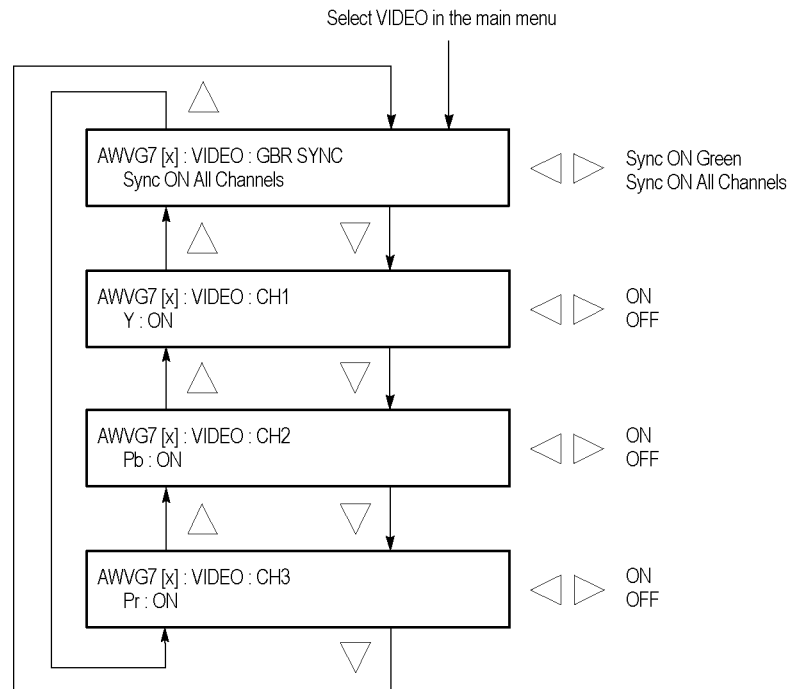 Select VIDEO in the main menu
AWVG7 [x] : VIDEO : GBR SYNC
Sync ON All Channels
Sync ON Green
Sync ON All Channels
AWVG7 [x] : VIDEO : CH1
Y : ON
ON
OFF
AWVG7 [x] : VIDEO : CH2
Pb : ON
ON
OFF
AWVG7 [x] : VIDEO : CH3
Pr : ON
ON
OFF